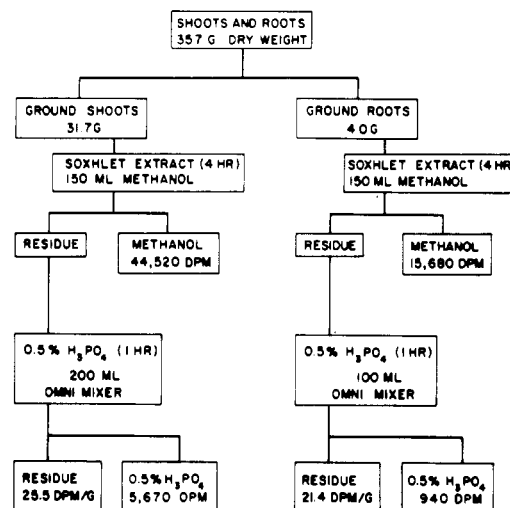 SHOOTS AND ROOTS
357 G DRY WEIGHT
GROUND SHOOTS
31.7G
GROUND ROOTS
4.0G
SOXHLET EXTRACT (4 HR)
150 ML METHANOL
SOXHLET EXTRACT (4 HR)
150 ML METHANOL
RESIDUE
METHANOL
44,520 DPM
RESIDUE
METHANOL
15,680 DPM
0.5% H₃PO₄ (1 HR)
200 ML
OMNI MIXER
0.5% H₃PO₄ (1 HR)
100 ML
OMNI MIXER
RESIDUE
25.5 DPM/G
0.5% H₃PO₄
5,670 DPM
RESIDUE
21.4 DPM/G
0.5% H₃PO₄
940 DPM